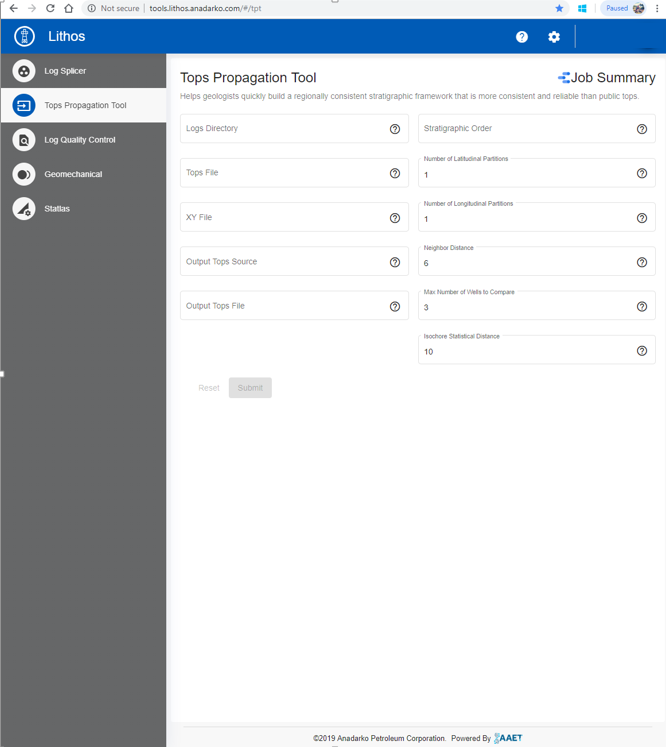 Not secure | tools.lithos.anadarko.com/#/tpt
Paused
Lithos
Log Splicer
Tops Propagation Tool
Log Quality Control
Geomechanical
Statlas
Tops Propagation Tool
Job Summary
Helps geologists quickly build a regionally consistent stratigraphic framework that is more consistent and reliable than public tops.
Logs Directory
Stratigraphic Order
Tops File
Number of Latitudinal Partitions
1
XY File
Number of Longitudinal Partitions
1
Output Tops Source
Neighbor Distance
6
Output Tops File
Max Number of Wells to Compare
3
Isochore Statistical Distance
10
Reset
Submit
©2019 Anadarko Petroleum Corporation. Powered By AAET